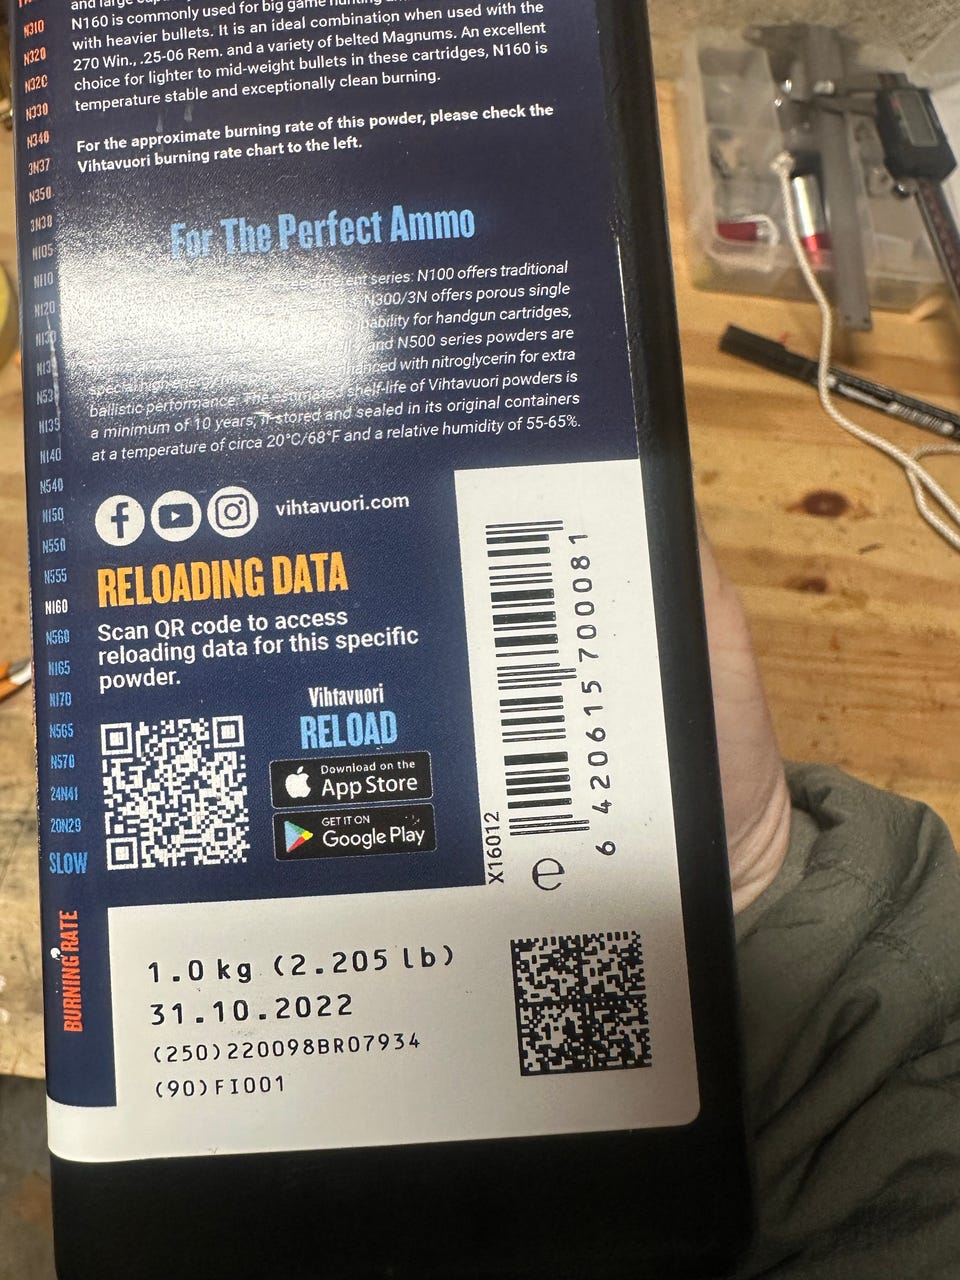 N310
N320
N32C
N330
N340
3N37
N350
3N38
N105
N110
N120
N13
N53
N135
N140
N540
N150
N550
N555
N160
N560
N165
N170
N565
N570
24N41
20N29
SLOW
BURNING RATE
N160 is commonly used for big game hunting
with heavier bullets. It is an ideal combination when used with the
270 Win., .25-06 Rem. and a variety of belted Magnums. An excellent
choice for lighter to mid-weight bullets in these cartridges, N160 is
temperature stable and exceptionally clean burning.
For the approximate burning rate of this powder, please check the
Vihtavuori burning rate chart to the left.
For The Perfect Ammo
series: N100 offers traditional
N300/3N offers porous single
for handgun cartridges,
and N500 series powders are
with nitroglycerin for extra
ballistic performance. The estimated shelf-life of Vihtavuori powders is
a minimum of 10 years, if stored and sealed in its original containers
at a temperature of circa 20°C/68°F and a relative humidity of 55-65%.
vihtavuori.com
RELOADING DATA
Scan QR code to access
reloading data for this specific
powder.
Vihtavuori
RELOAD
Download on the
App Store
GET IT ON
Google Play
X16012
6 420615 700081
e
1.0 kg (2.205 lb)
31.10.2022
(250)220098BR07934
(90)FI001